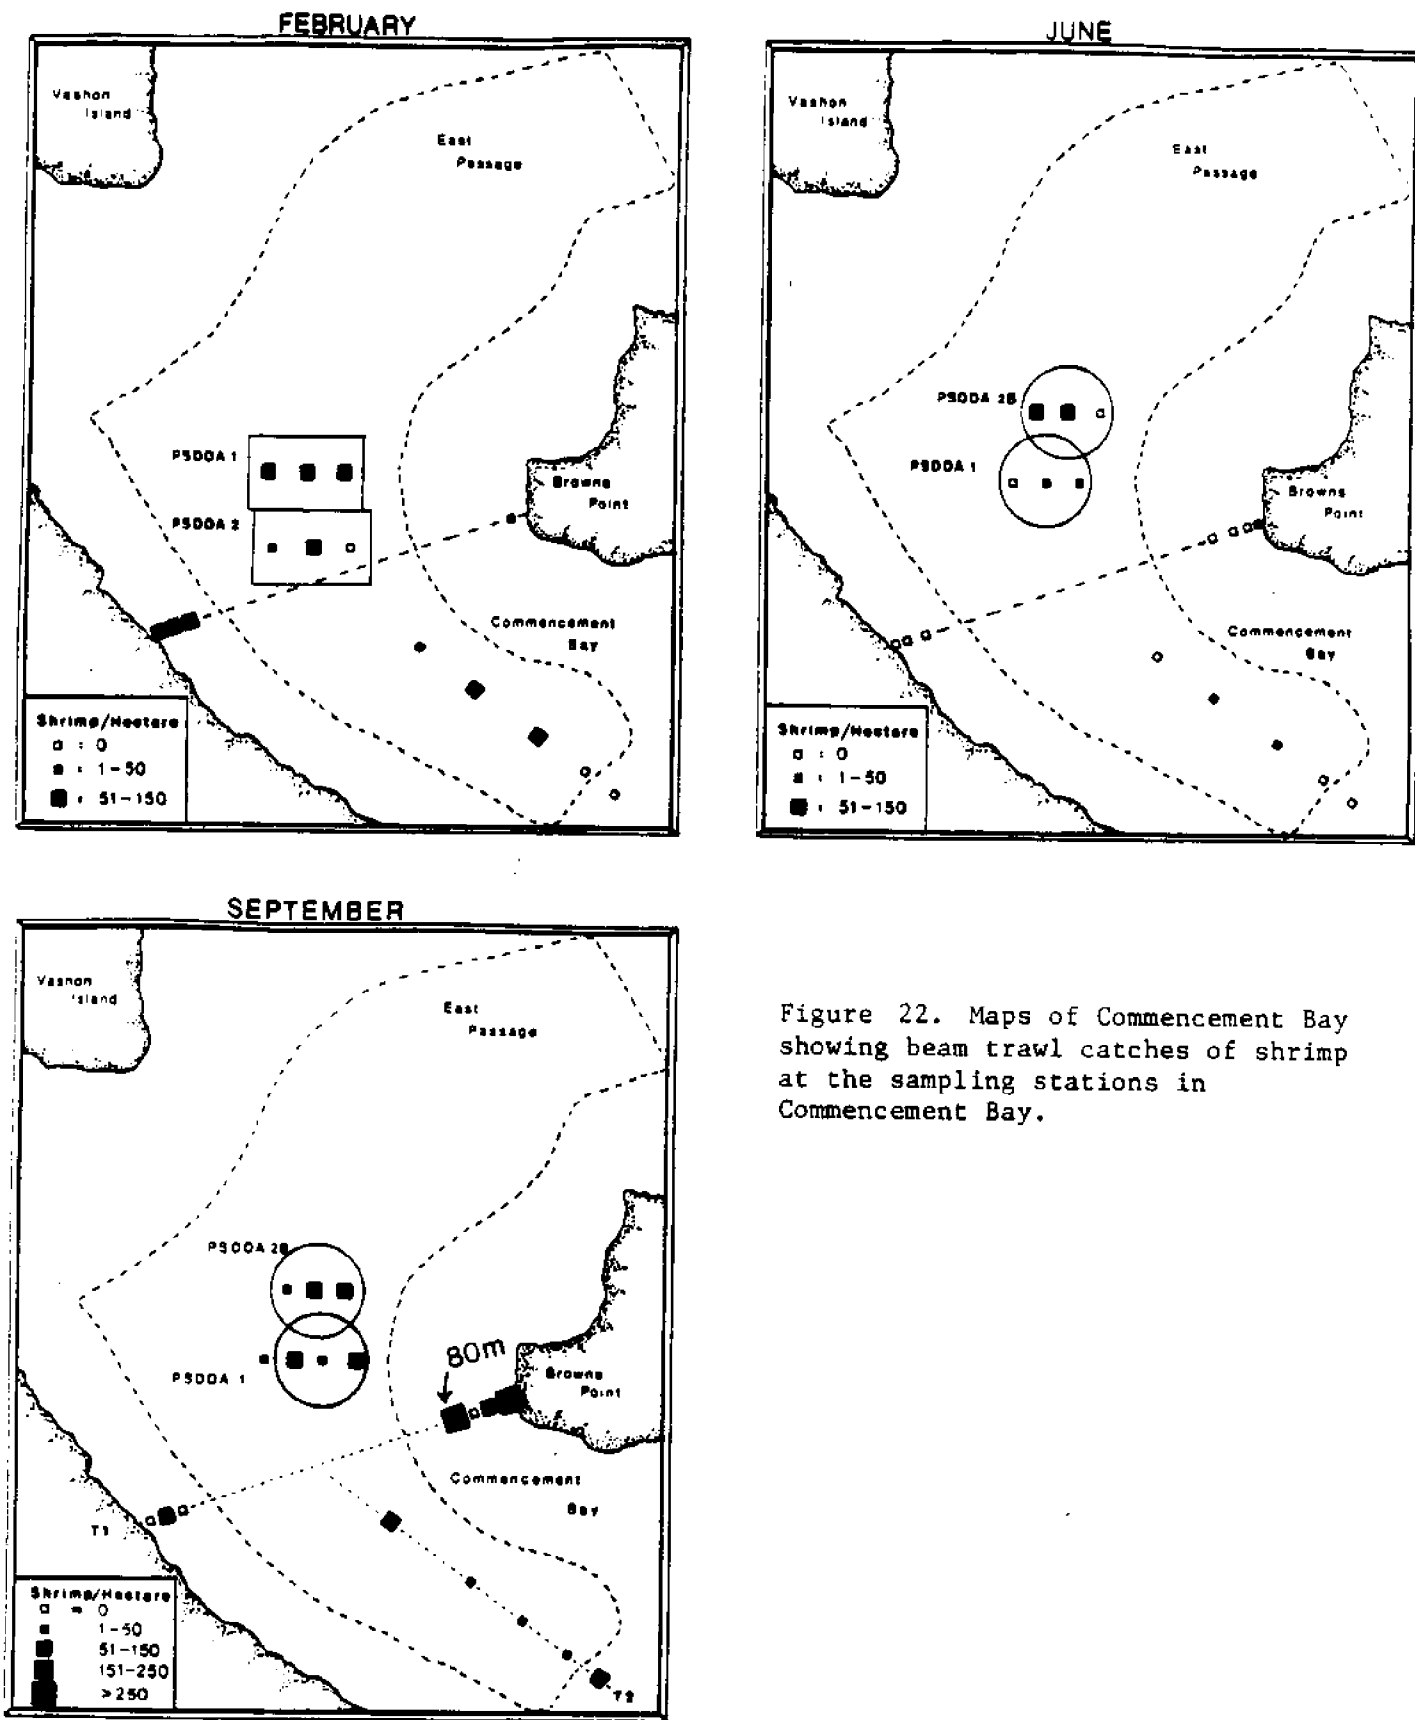 FEBRUARY
Vashon
Island
East
Passage
PSDDA 1
PSDDA 2
Browns
Point
Commencement
Bay
Shrimp/Hectare
: 0
: 1-50
: 51-150
JUNE
Vashon
Island
East
Passage
PSDDA 2B
PSDDA 1
Browns
Point
Commencement
Bay
Shrimp/Hectare
: 0
: 1-50
: 51-150
SEPTEMBER
Vashon
Island
East
Passage
PSDDA 2B
PSDDA 1
80m
Browns
Point
Commencement
Bay
T1
T2
Shrimp/Hectare
= 0
1-50
51-150
151-250
>250
Figure 22. Maps of Commencement Bay
showing beam trawl catches of shrimp
at the sampling stations in
Commencement Bay.